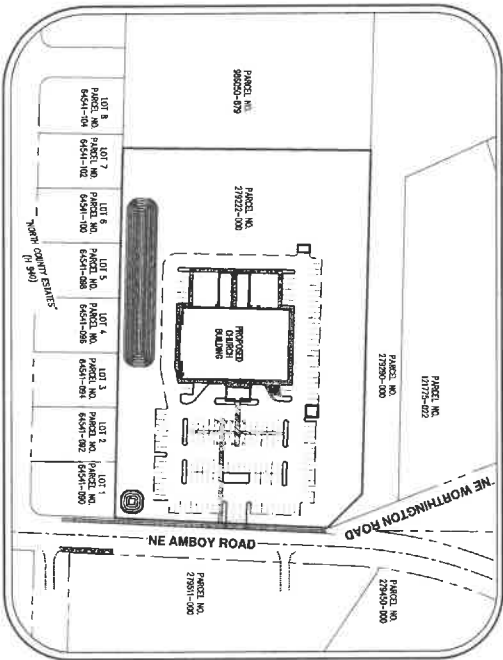 PARCEL NO.
986050-879
PARCEL NO.
279222-000
PARCEL NO.
121775-022
PARCEL NO.
279290-000
PROPOSED
CHURCH
BUILDING
LOT 8
PARCEL NO.
64541-104
LOT 7
PARCEL NO.
64541-102
LOT 6
PARCEL NO.
64541-100
LOT 5
PARCEL NO.
64541-098
LOT 4
PARCEL NO.
64541-096
LOT 3
PARCEL NO.
64541-094
LOT 2
PARCEL NO.
64541-092
LOT 1
PARCEL NO.
64541-090
"NORTH COUNTY ESTATES"
(H 940)
NE AMBOY ROAD
"NE WORTHINGTON ROAD
PARCEL NO.
279511-000
PARCEL NO.
279450-000